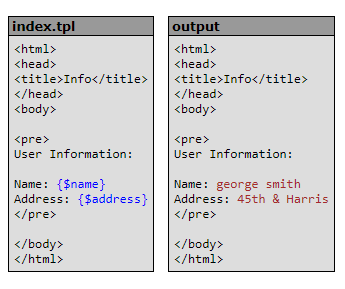 index.tpl
<html>
<head>
<title>Info</title>
</head>
<body>
<pre>
User Information:
Name: {$name}
Address: {$address}
</pre>
</body>
</html>
output
<html>
<head>
<title>Info</title>
</head>
<body>
<pre>
User Information:
Name: george smith
Address: 45th & Harris
</pre>
</body>
</html>